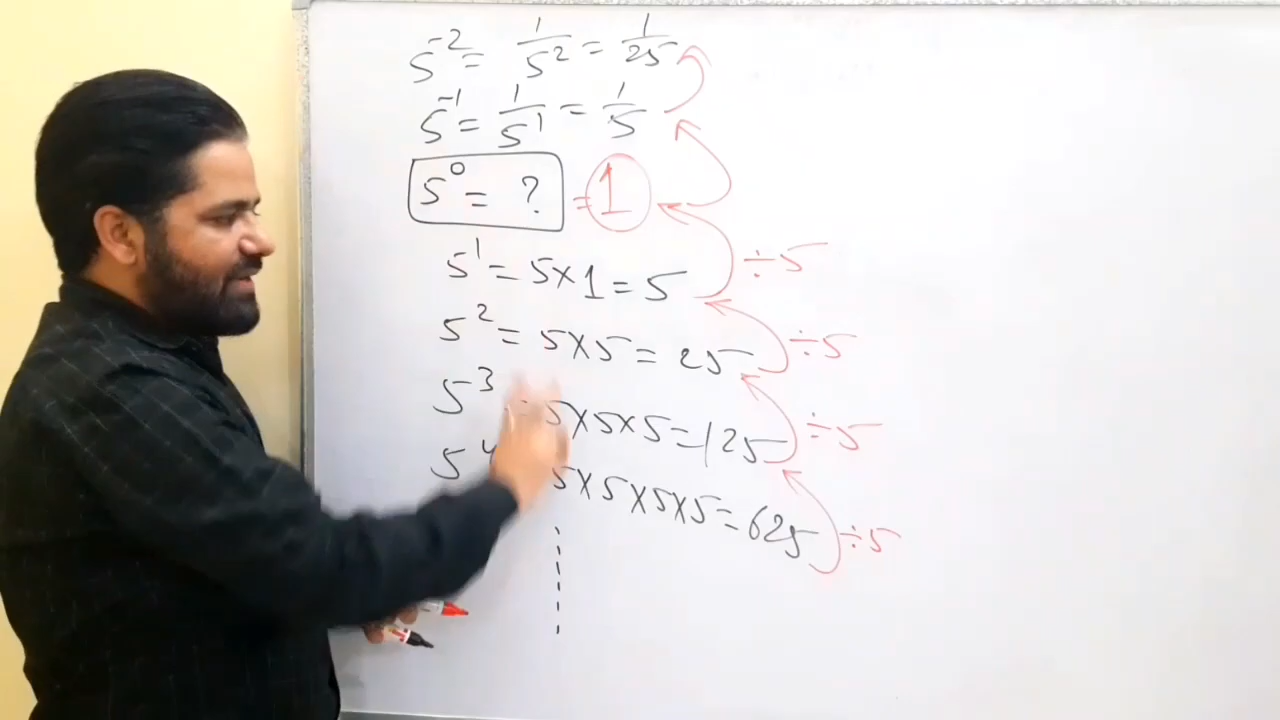 5⁻² = 1/5² = 1/25
5⁻¹ = 1/5¹ = 1/5
5⁰ = ? = 1
5¹ = 5×1 = 5 ÷5
5² = 5×5 = 25 ÷5
5³ = 5×5×5 = 125 ÷5
5⁴ 5×5×5×5 = 625 ÷5